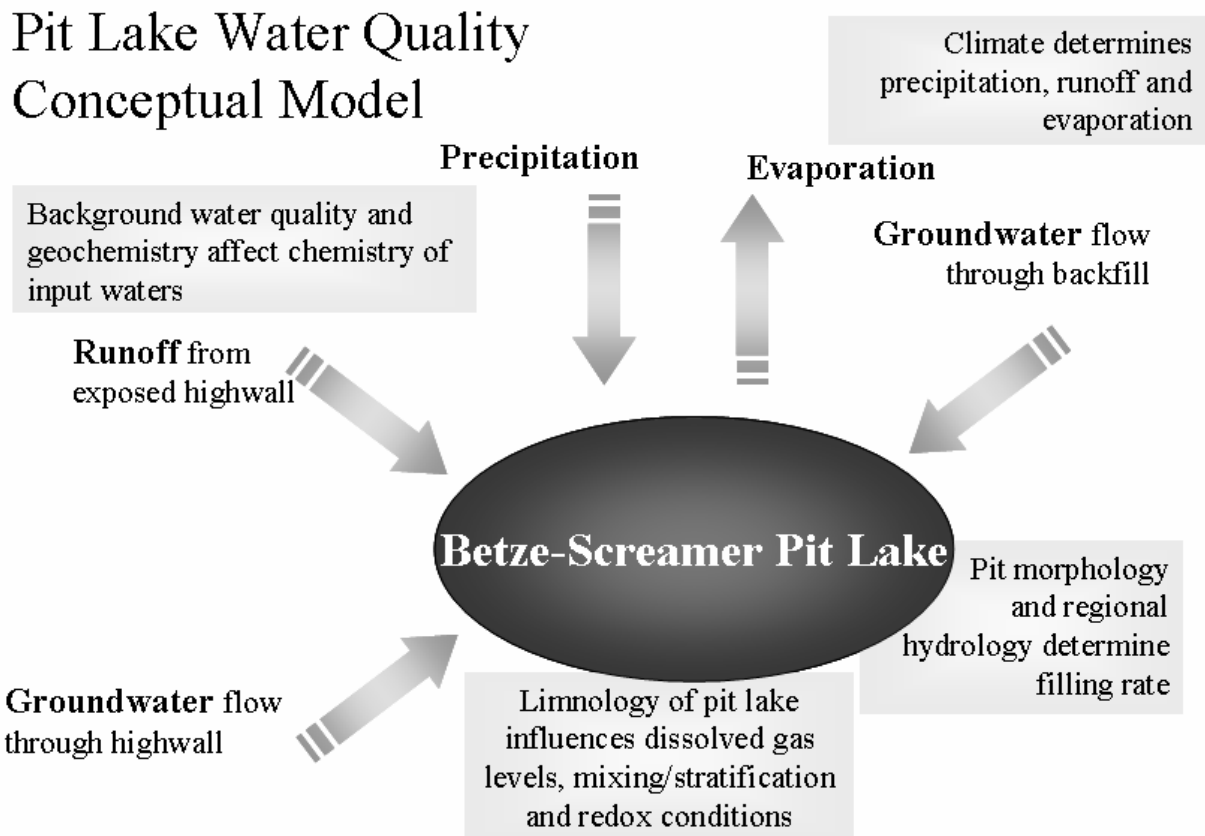 Pit Lake Water Quality
Conceptual Model
Climate determines
precipitation, runoff and
evaporation
Precipitation
Evaporation
Background water quality and
geochemistry affect chemistry of
input waters
Groundwater flow
through backfill
Runoff from
exposed highwall
Betze-Screamer Pit Lake
Pit morphology
and regional
hydrology determine
filling rate
Groundwater flow
through highwall
Limnology of pit lake
influences dissolved gas
levels, mixing/stratification
and redox conditions